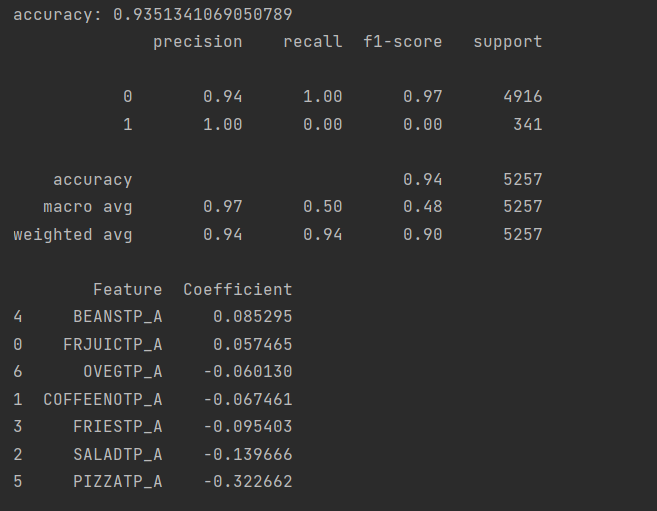 accuracy: 0.9351341069050789
precision recall f1-score support
0 0.94 1.00 0.97 4916
1 1.00 0.00 0.00 341
accuracy 0.94 5257
macro avg 0.97 0.50 0.48 5257
weighted avg 0.94 0.94 0.90 5257
Feature Coefficient
4 BEANSTP_A 0.085295
0 FRJUICTP_A 0.057465
6 OVEGTP_A -0.060130
1 COFFEENOTP_A -0.067461
3 FRIESTP_A -0.095403
2 SALADTP_A -0.139666
5 PIZZATP_A -0.322662